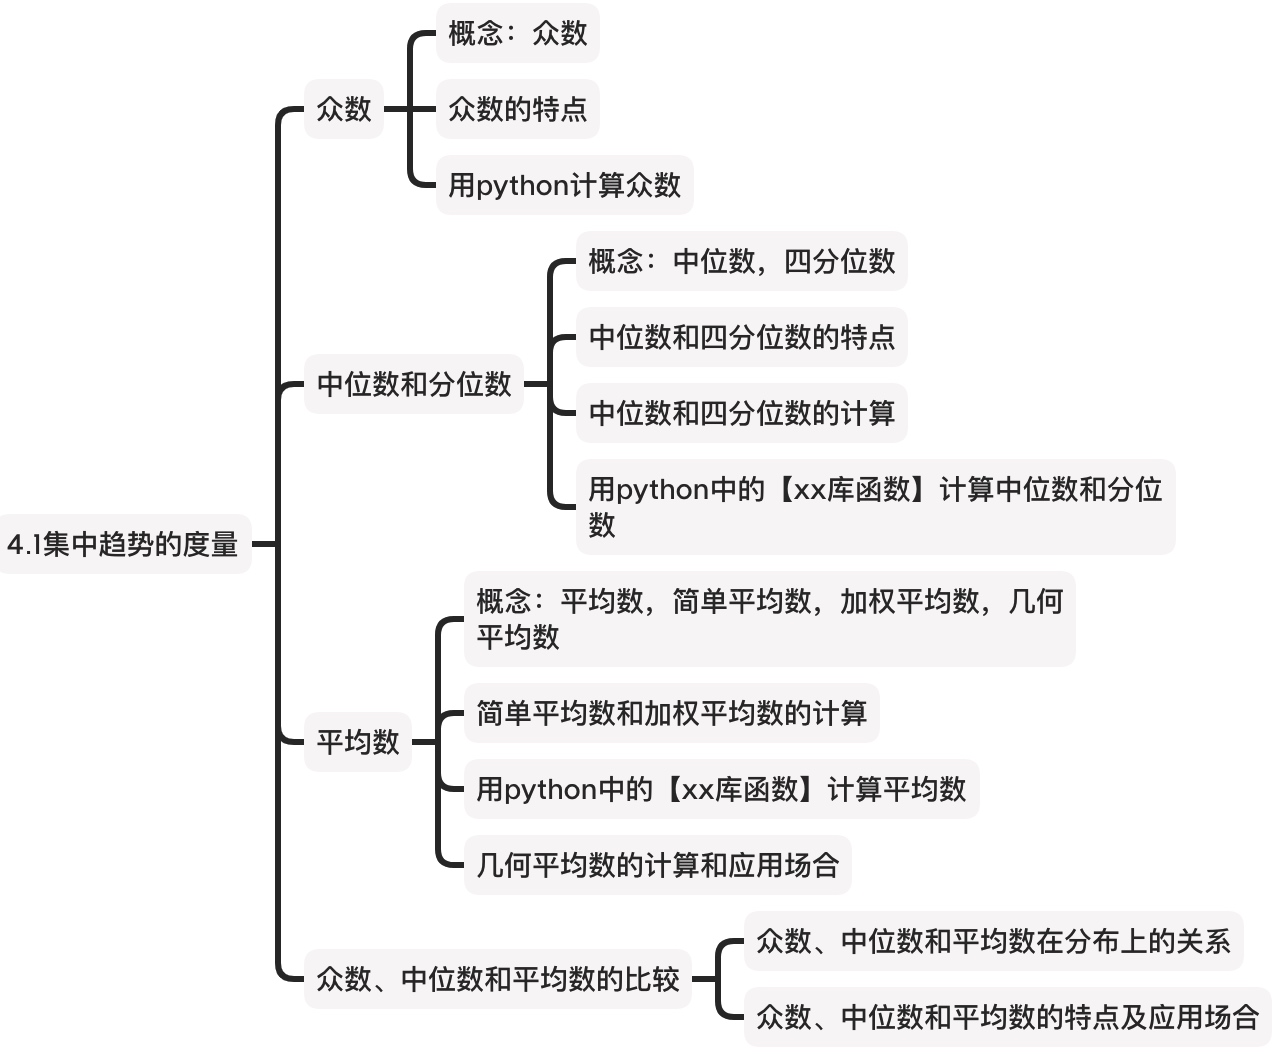 4.1集中趋势的度量
众数
概念：众数
众数的特点
用python计算众数
中位数和分位数
概念：中位数，四分位数
中位数和四分位数的特点
中位数和四分位数的计算
用python中的【xx库函数】计算中位数和分位
数
平均数
概念：平均数，简单平均数，加权平均数，几何
平均数
简单平均数和加权平均数的计算
用python中的【xx库函数】计算平均数
几何平均数的计算和应用场合
众数、中位数和平均数的比较
众数、中位数和平均数在分布上的关系
众数、中位数和平均数的特点及应用场合